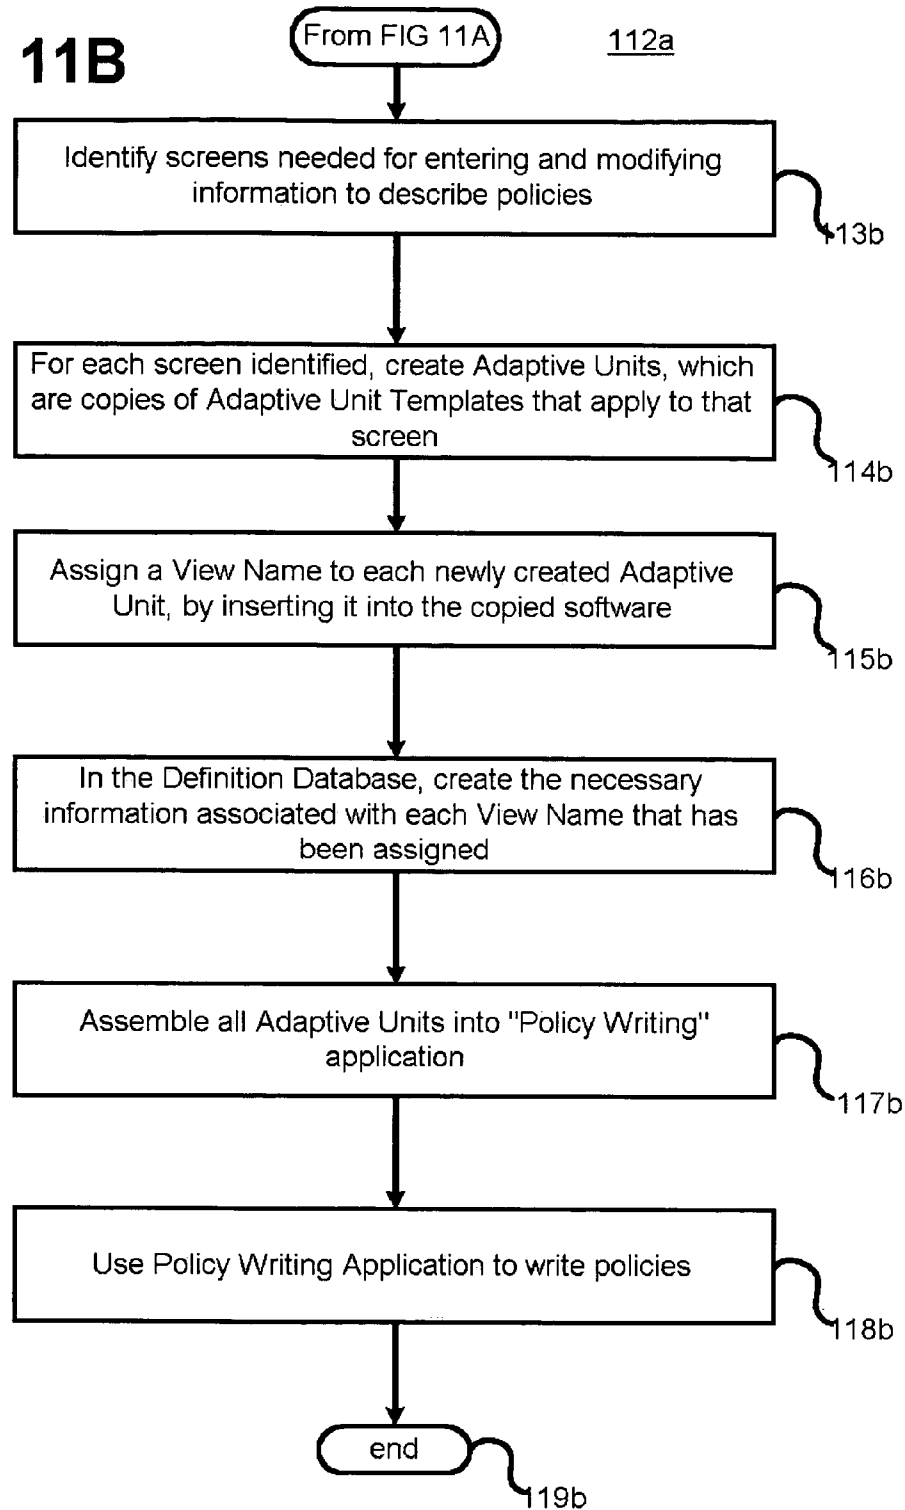 11B
From FIG 11A
112a
Identify screens needed for entering and modifying
information to describe policies
113b
For each screen identified, create Adaptive Units, which
are copies of Adaptive Unit Templates that apply to that
screen
114b
Assign a View Name to each newly created Adaptive
Unit, by inserting it into the copied software
115b
In the Definition Database, create the necessary
information associated with each View Name that has
been assigned
116b
Assemble all Adaptive Units into "Policy Writing"
application
117b
Use Policy Writing Application to write policies
118b
end
119b